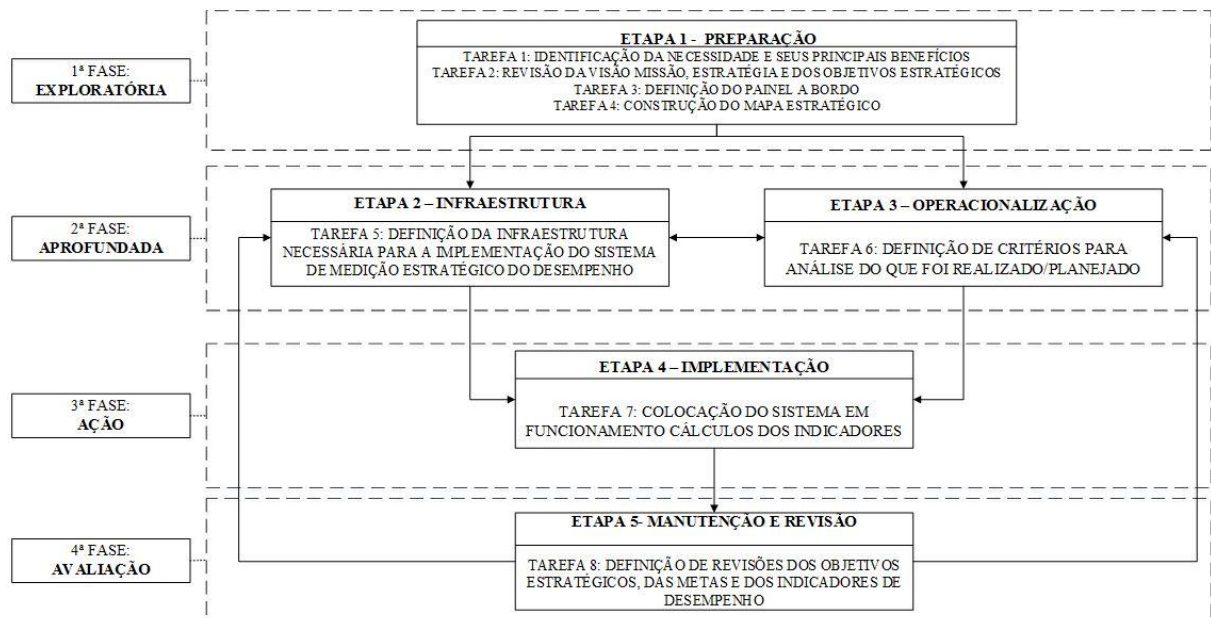 1ª FASE:
EXPLORATÓRIA
ETAPA 1 - PREPARAÇÃO
TAREFA 1: IDENTIFICAÇÃO DA NECESSIDADE E SEUS PRINCIPAIS BENEFÍCIOS
TAREFA 2: REVISÃO DA VISÃO MISSÃO, ESTRATÉGIA E DOS OBJETIVOS ESTRATÉGICOS
TAREFA 3: DEFINIÇÃO DO PAINEL A BORDO
TAREFA 4: CONSTRUÇÃO DO MAPA ESTRATÉGICO
2ª FASE:
APROFUNDADA
ETAPA 2 – INFRAESTRUTURA
TAREFA 5: DEFINIÇÃO DA INFRAESTRUTURA
NECESSÁRIA PARA A IMPLEMENTAÇÃO DO SISTEMA
DE MEDIÇÃO ESTRATÉGICO DO DESEMPENHO
ETAPA 3 – OPERACIONALIZAÇÃO
TAREFA 6: DEFINIÇÃO DE CRITÉRIOS PARA
ANÁLISE DO QUE FOI REALIZADO/PLANEJADO
3ª FASE:
AÇÃO
ETAPA 4 – IMPLEMENTAÇÃO
TAREFA 7: COLOCAÇÃO DO SISTEMA EM
FUNCIONAMENTO CÁLCULOS DOS INDICADORES
4ª FASE:
AVALIAÇÃO
ETAPA 5- MANUTENÇÃO E REVISÃO
TAREFA 8: DEFINIÇÃO DE REVISÕES DOS OBJETIVOS
ESTRATÉGICOS, DAS METAS E DOS INDICADORES DE
DESEMPENHO